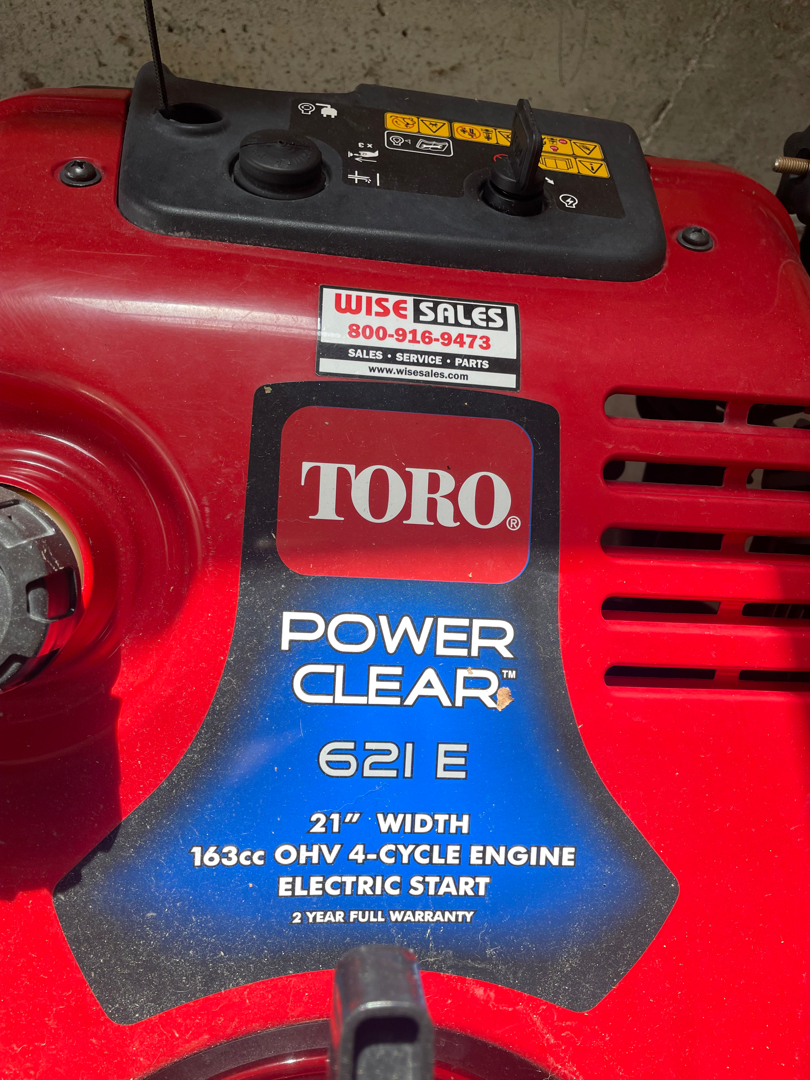 x 3
WISE SALES
800-916-9473
SALES • SERVICE • PARTS
www.wisesales.com
TORO®
POWER
CLEAR™
621 E
21" WIDTH
163cc OHV 4-CYCLE ENGINE
ELECTRIC START
2 YEAR FULL WARRANTY